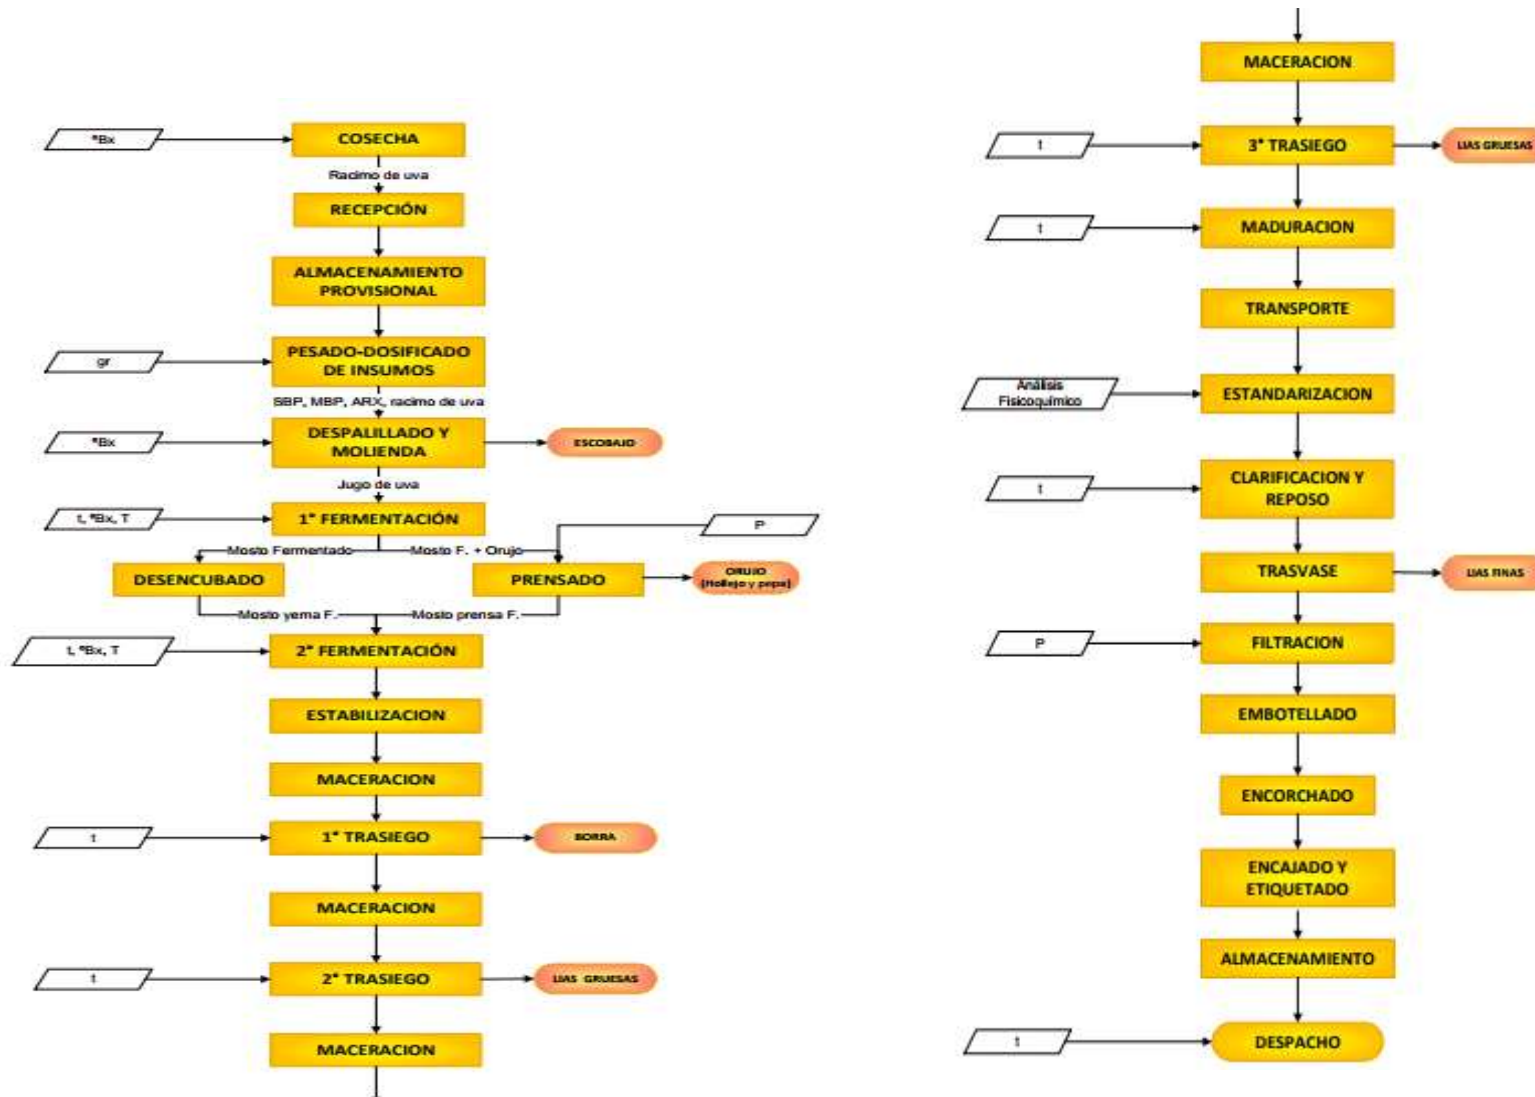 *Bx
COSECHA
Racimo de uva
RECEPCIÓN
ALMACENAMIENTO
PROVISIONAL
gr
PESADO-DOSIFICADO
DE INSUMOS
SBP, MBP, ARX, racimo de uva
*Bx
DESPALILLADO Y
MOLIENDA
ESCOBAJO
Jugo de uva
t, *Bx, T
1° FERMENTACIÓN
P
Mosto Fermentado
Mosto F. + Orujo
DESENCUBADO
PRENSADO
ORUJO
(Hollejo y pepa)
Mosto yema F.
Mosto prensa F.
t, *Bx, T
2° FERMENTACIÓN
ESTABILIZACION
MACERACION
t
1° TRASIEGO
BORRA
MACERACION
t
2° TRASIEGO
LIAS GRUESAS
MACERACION
MACERACION
t
3° TRASIEGO
LIAS GRUESAS
t
MADURACION
TRANSPORTE
Análisis
Fisicoquímico
ESTANDARIZACION
t
CLARIFICACION Y
REPOSO
TRASVASE
LIAS FINAS
P
FILTRACION
EMBOTELLADO
ENCORCHADO
ENCAJADO Y
ETIQUETADO
ALMACENAMIENTO
t
DESPACHO